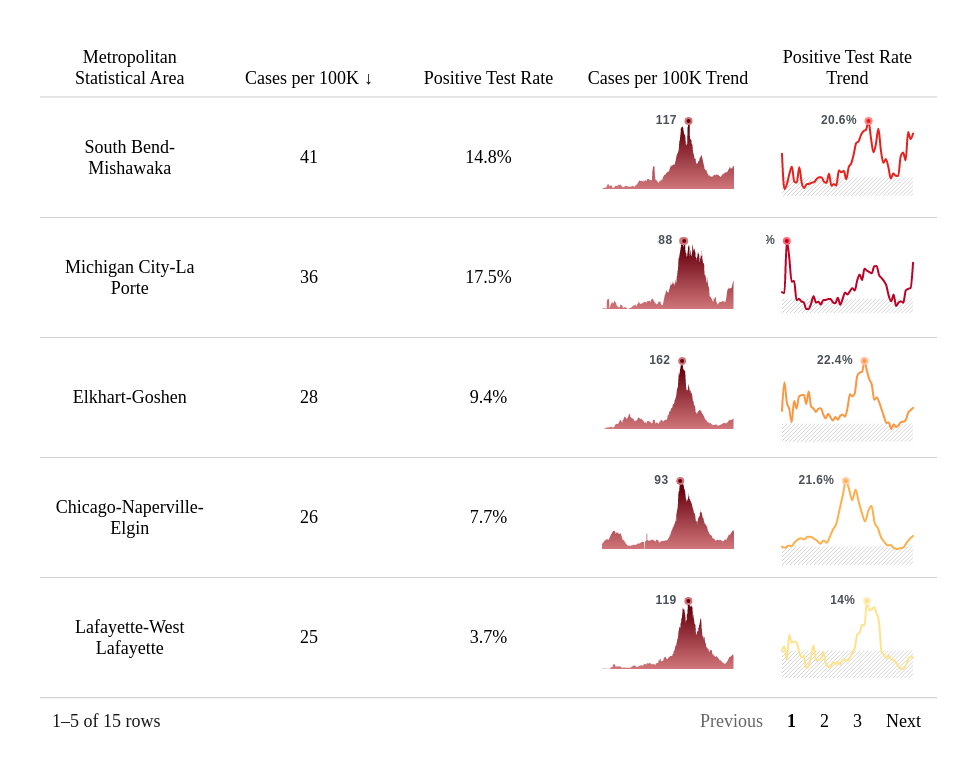 Metropolitan
Statistical Area
Cases per 100K ↓
Positive Test Rate
Cases per 100K Trend
Positive Test Rate
Trend
South Bend-
Mishawaka
41
14.8%
117
20.6%
Michigan City-La
Porte
36
17.5%
88
%
Elkhart-Goshen
28
9.4%
162
22.4%
Chicago-Naperville-
Elgin
26
7.7%
93
21.6%
Lafayette-West
Lafayette
25
3.7%
119
14%
1–5 of 15 rows
Previous 1 2 3 Next